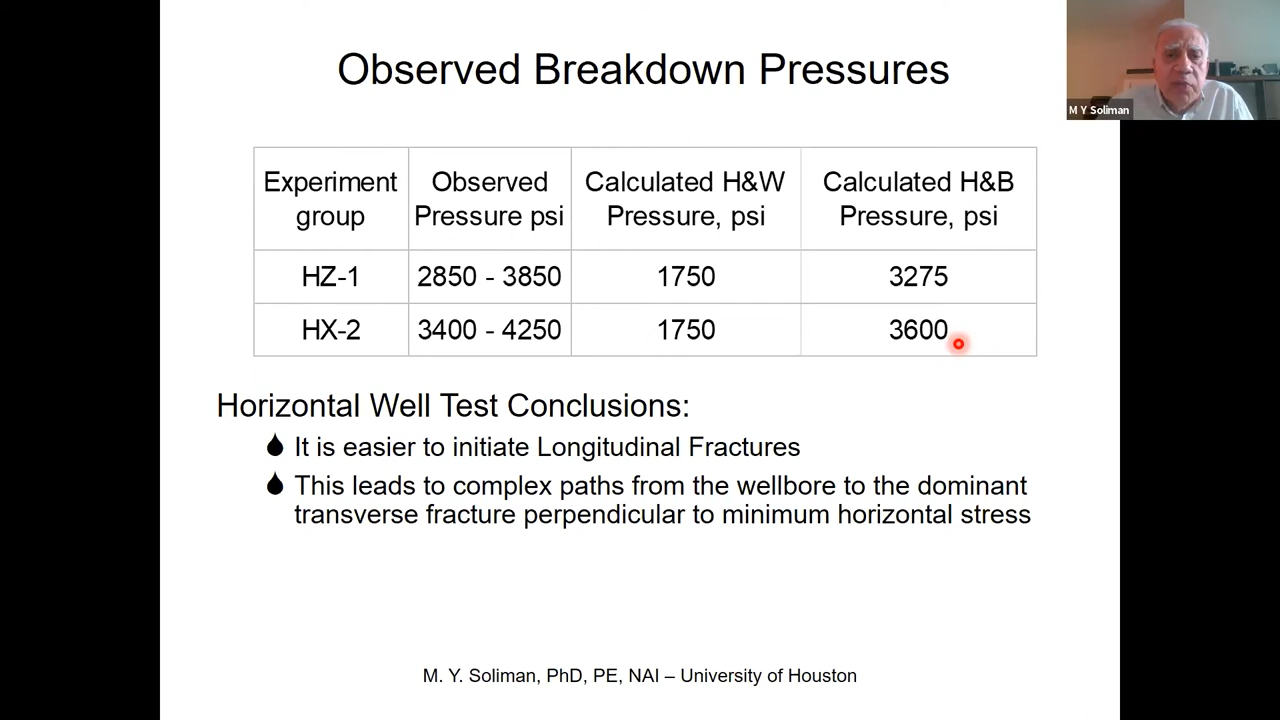 Observed Breakdown Pressures
M Y Soliman
Experiment group
Observed Pressure psi
Calculated H&W Pressure, psi
Calculated H&B Pressure, psi
HZ-1 2850 - 3850 1750 3275
HX-2 3400 - 4250 1750 3600
Horizontal Well Test Conclusions:
It is easier to initiate Longitudinal Fractures
This leads to complex paths from the wellbore to the dominant
transverse fracture perpendicular to minimum horizontal stress
M. Y. Soliman, PhD, PE, NAI – University of Houston